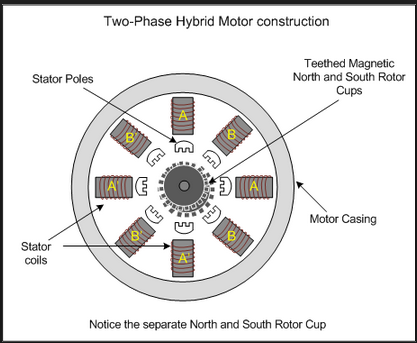 Two-Phase Hybrid Motor construction
Teethed Magnetic
North and South Rotor
Cups
Stator Poles
A
B
B
A
A
B
B
A
Motor Casing
Stator
coils
Notice the separate North and South Rotor Cup